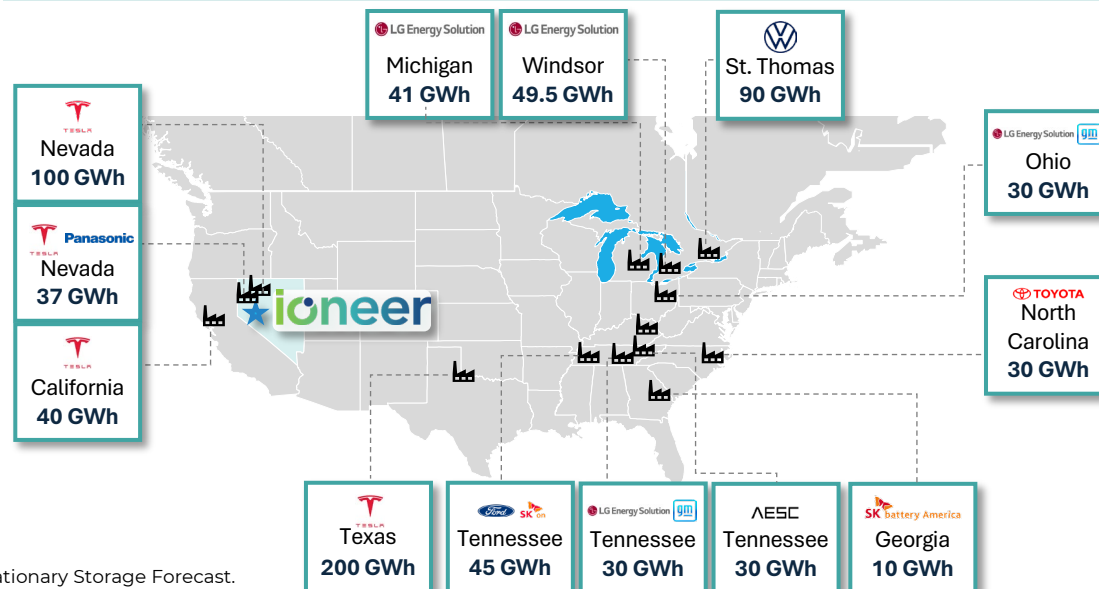 LG Energy Solution
Michigan
41 GWh
LG Energy Solution
Windsor
49.5 GWh
St. Thomas
90 GWh
TESLA
Nevada
100 GWh
LG Energy Solution gm
Ohio
30 GWh
TESLA Panasonic
Nevada
37 GWh
ioneer
TOYOTA
North
Carolina
30 GWh
TESLA
California
40 GWh
TESLA
Texas
200 GWh
Ford SK on
Tennessee
45 GWh
LG Energy Solution gm
Tennessee
30 GWh
AESC
Tennessee
30 GWh
SK battery America
Georgia
10 GWh
ationary Storage Forecast.